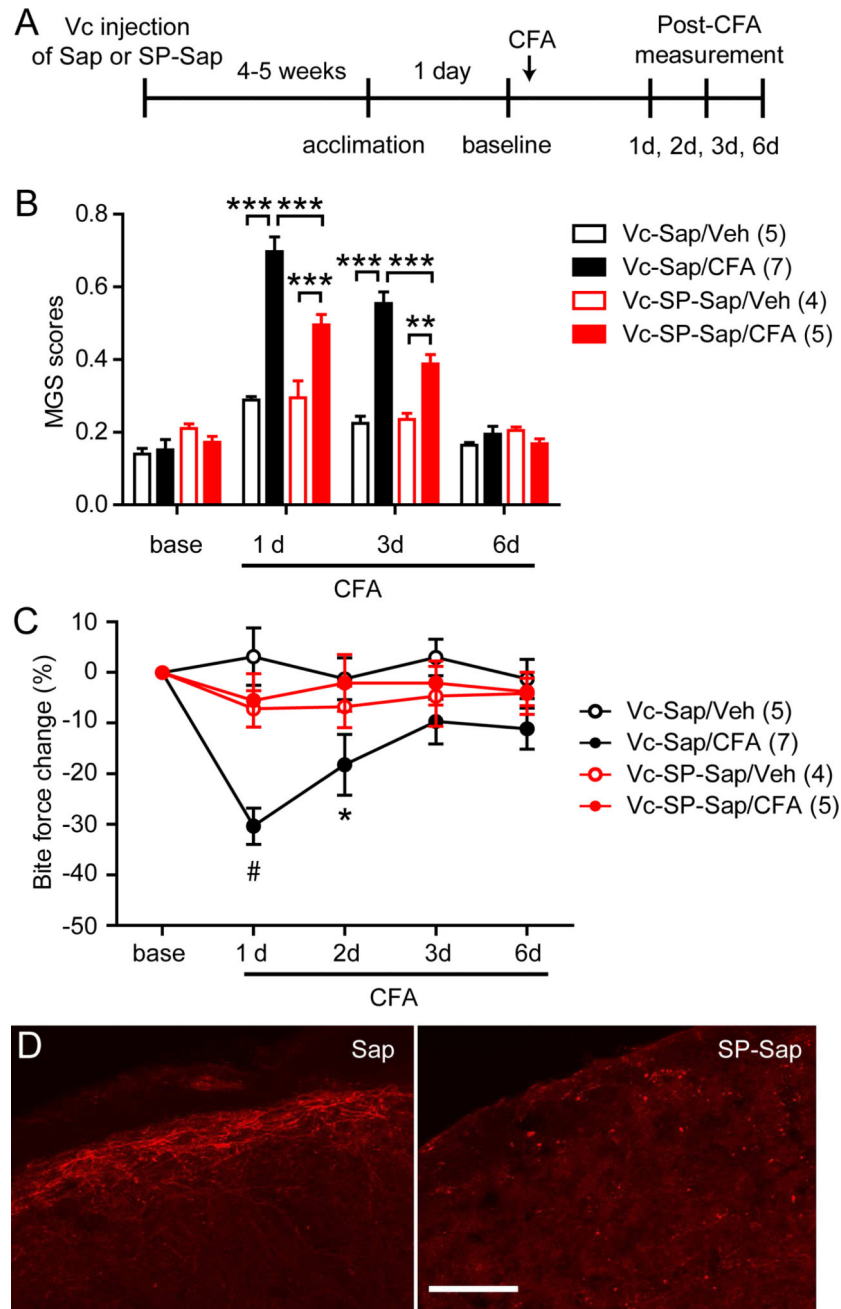 A
Vc injection
of Sap or SP-Sap
4-5 weeks
1 day
CFA
Post-CFA
measurement
acclimation
baseline
1d, 2d, 3d, 6d
B
MGS scores
0.8
0.6
0.4
0.2
0.0
*** ***
***
*** ***
**
base
1 d
3d
6d
CFA
Vc-Sap/Veh (5)
Vc-Sap/CFA (7)
Vc-SP-Sap/Veh (4)
Vc-SP-Sap/CFA (5)
C
Bite force change (%)
10
0
-10
-20
-30
-40
-50
#
*
base
1 d
2d
3d
6d
CFA
Vc-Sap/Veh (5)
Vc-Sap/CFA (7)
Vc-SP-Sap/Veh (4)
Vc-SP-Sap/CFA (5)
D
Sap
SP-Sap